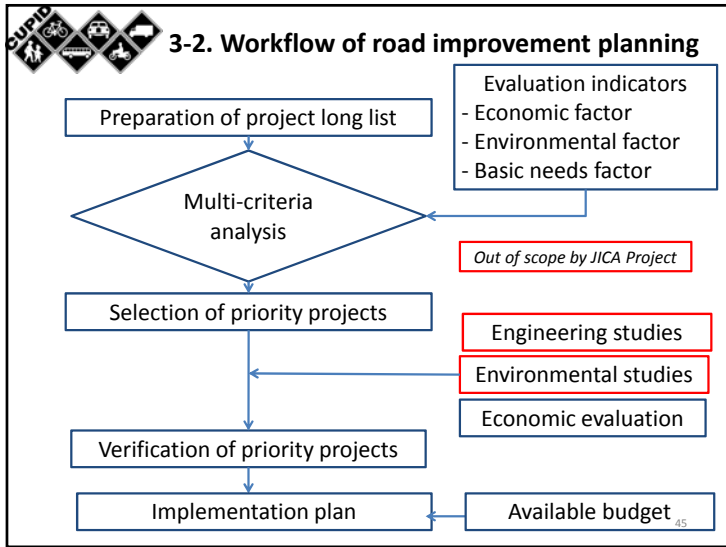 CUPID
3-2. Workflow of road improvement planning
Evaluation indicators
- Economic factor
- Environmental factor
- Basic needs factor
Preparation of project long list
Multi-criteria
analysis
Out of scope by JICA Project
Selection of priority projects
Engineering studies
Environmental studies
Economic evaluation
Verification of priority projects
Implementation plan
Available budget
45